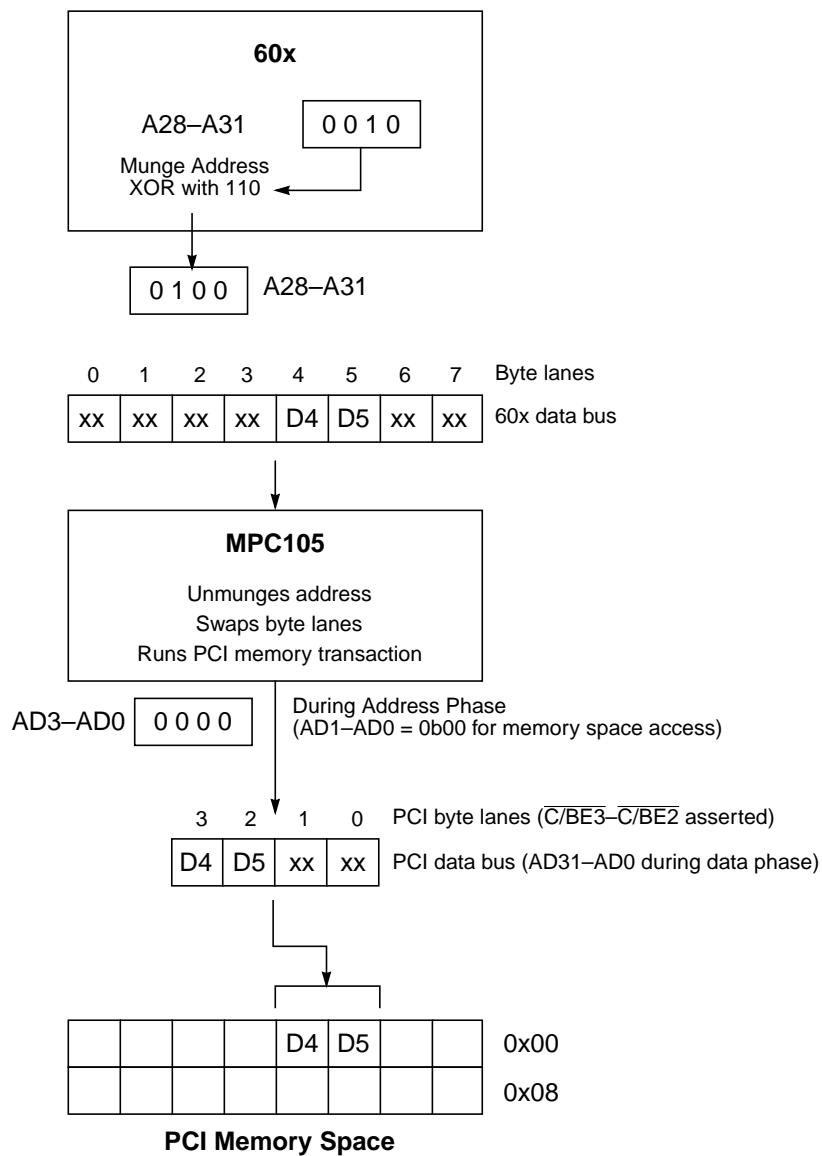 60x
A28–A31 0 0 1 0
Munge Address
XOR with 110
0 1 0 0 A28–A31
0 1 2 3 4 5 6 7 Byte lanes
xx xx xx xx D4 D5 xx xx 60x data bus
MPC105
Unmunges address
Swaps byte lanes
Runs PCI memory transaction
AD3–AD0 0 0 0 0
During Address Phase
(AD1–AD0 = 0b00 for memory space access)
3 2 1 0 PCI byte lanes (C/BE3–C/BE2 asserted)
D4 D5 xx xx PCI data bus (AD31–AD0 during data phase)
D4 D5 0x00
0x08
PCI Memory Space